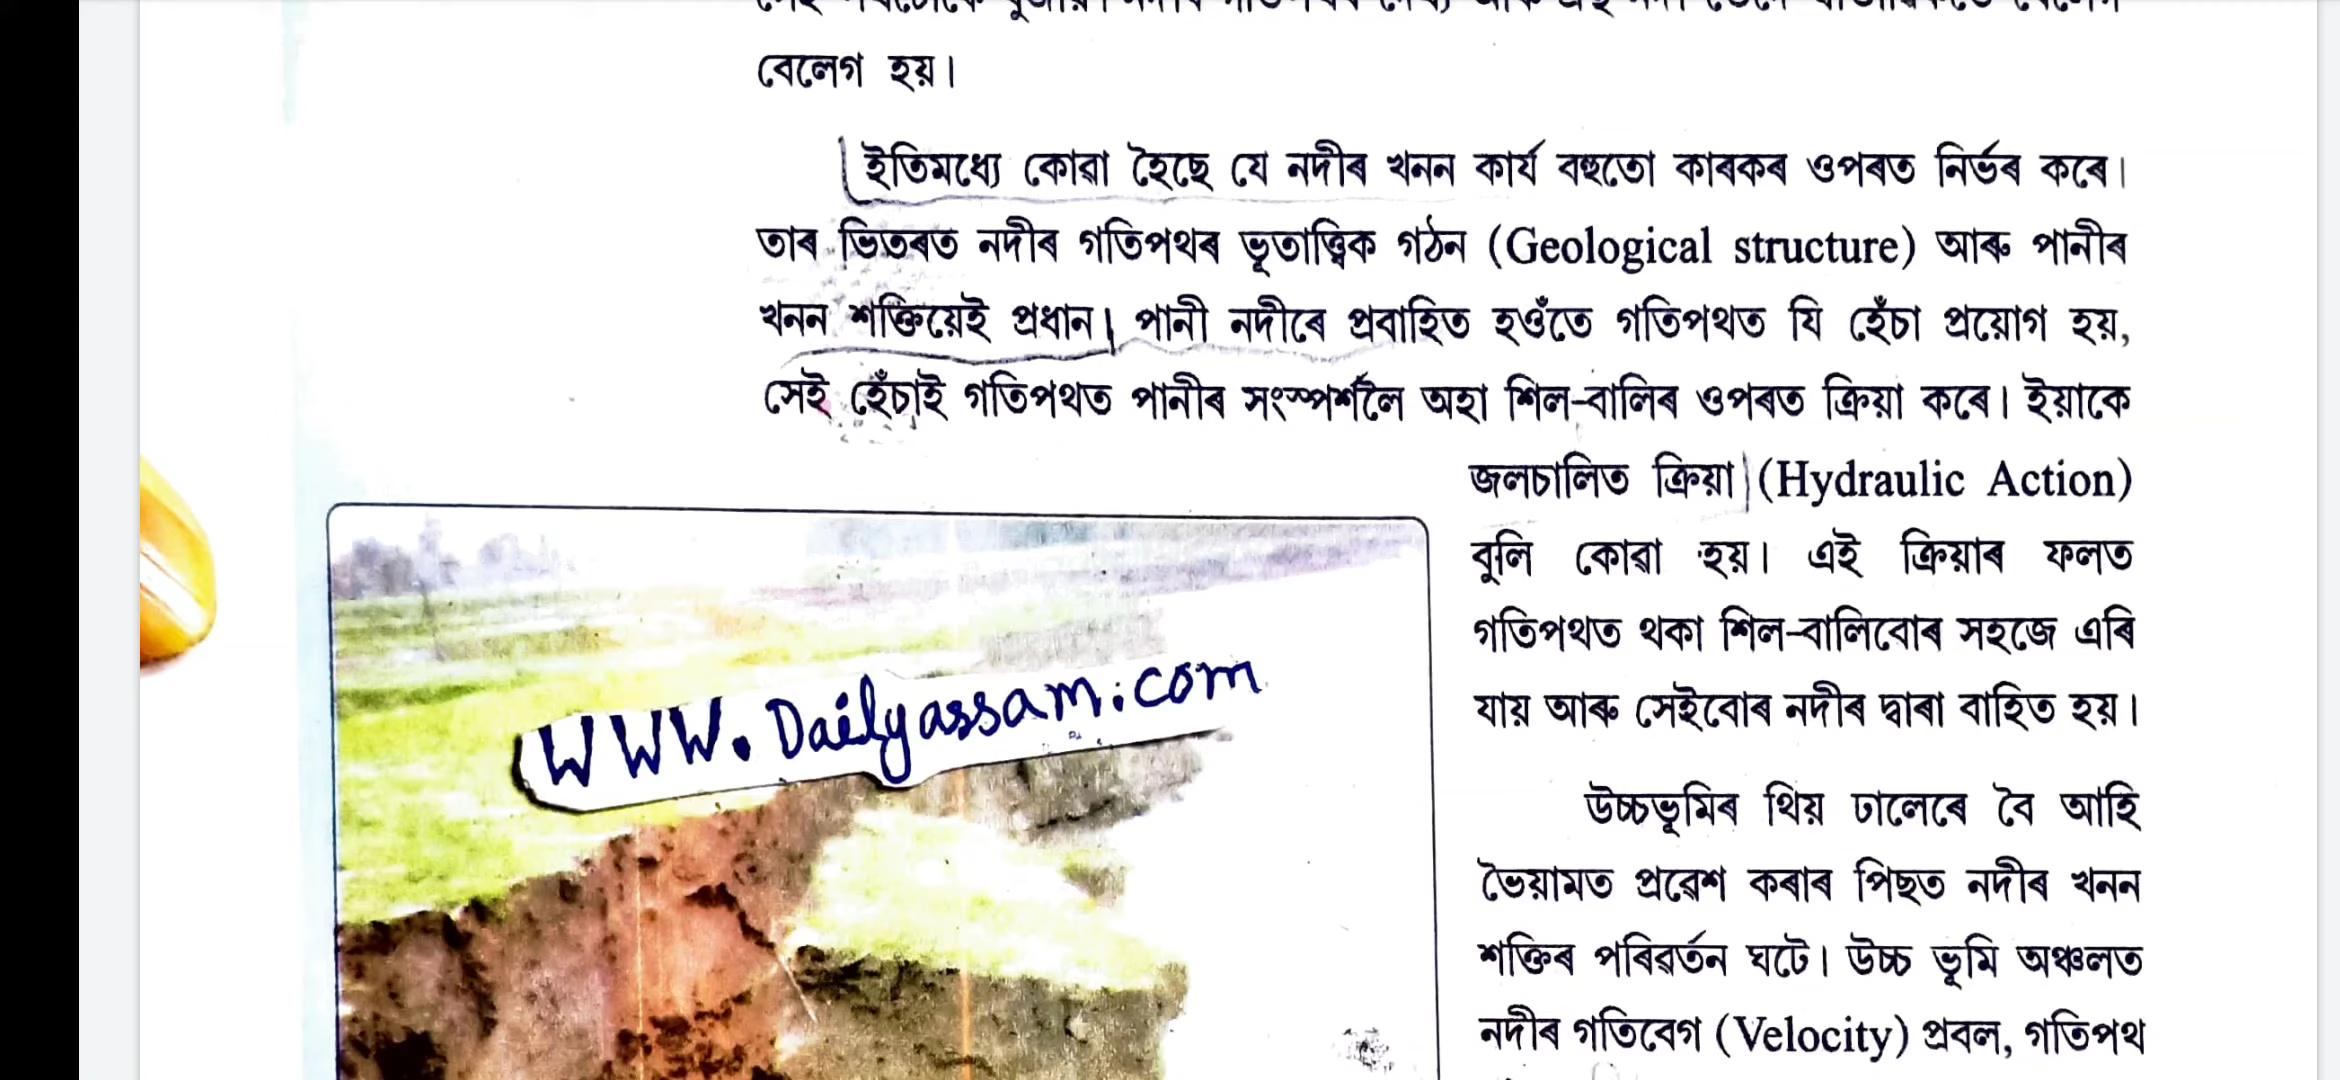 বেলেগ হয়।
ইতিমধ্যে কোৱা হৈছে যে নদীৰ খনন কাৰ্য বহুতো কাৰকৰ ওপৰত নিৰ্ভৰ কৰে।
তাৰ ভিতৰত নদীৰ গতিপথৰ ভূতাত্ত্বিক গঠন (Geological structure) আৰু পানীৰ
খনন শক্তিয়েই প্ৰধান। পানী নদীৰে প্ৰবাহিত হওঁতে গতিপথত যি হেঁচা প্ৰয়োগ হয়,
সেই হেঁচাই গতিপথত পানীৰ সংস্পৰ্শলৈ অহা শিল-বালিৰ ওপৰত ক্ৰিয়া কৰে। ইয়াকে
জলচালিত ক্ৰিয়া (Hydraulic Action)
বুলি কোৱা হয়। এই ক্ৰিয়াৰ ফলত
গতিপথত থকা শিল-বালিবোৰ সহজে এৰি
যায় আৰু সেইবোৰ নদীৰ দ্বাৰা বাহিত হয়।
উচ্চভূমিৰ থিয় ঢালেৰে বৈ আহি
ভৈয়ামত প্ৰৱেশ কৰাৰ পিছত নদীৰ খনন
শক্তিৰ পৰিৱৰ্তন ঘটে। উচ্চ ভূমি অঞ্চলত
নদীৰ গতিবেগ (Velocity) প্ৰবল, গতিপথ
WWW.Dailyassam.com